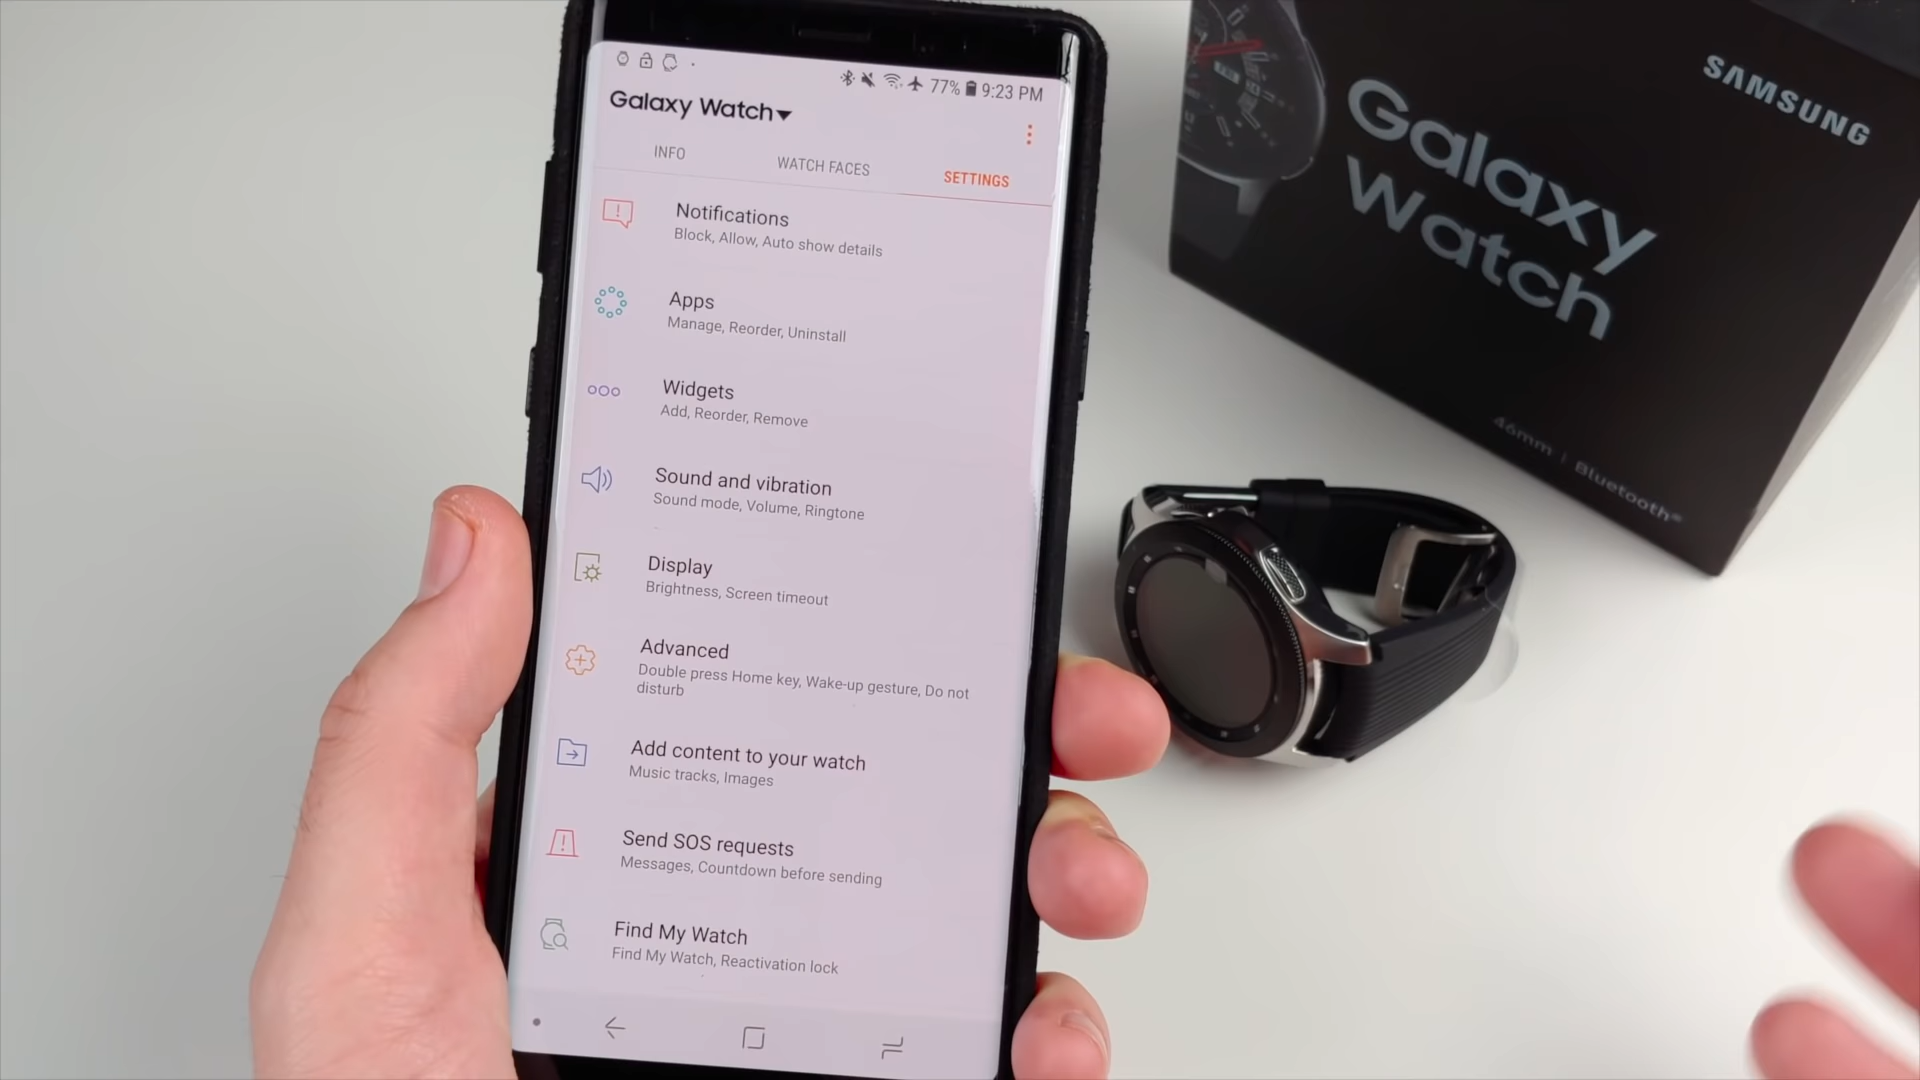 77% 9:23 PM
Galaxy Watch
INFO
WATCH FACES
SETTINGS
Notifications
Block, Allow, Auto show details
Apps
Manage, Reorder, Uninstall
Widgets
Add, Reorder, Remove
Sound and vibration
Sound mode, Volume, Ringtone
Display
Brightness, Screen timeout
Advanced
Double press Home key, Wake-up gesture, Do not
disturb
Add content to your watch
Music tracks, Images
Send SOS requests
Messages, Countdown before sending
Find My Watch
Find My Watch, Reactivation lock
SAMSUNG
Galaxy
Watch
46mm | Bluetooth®